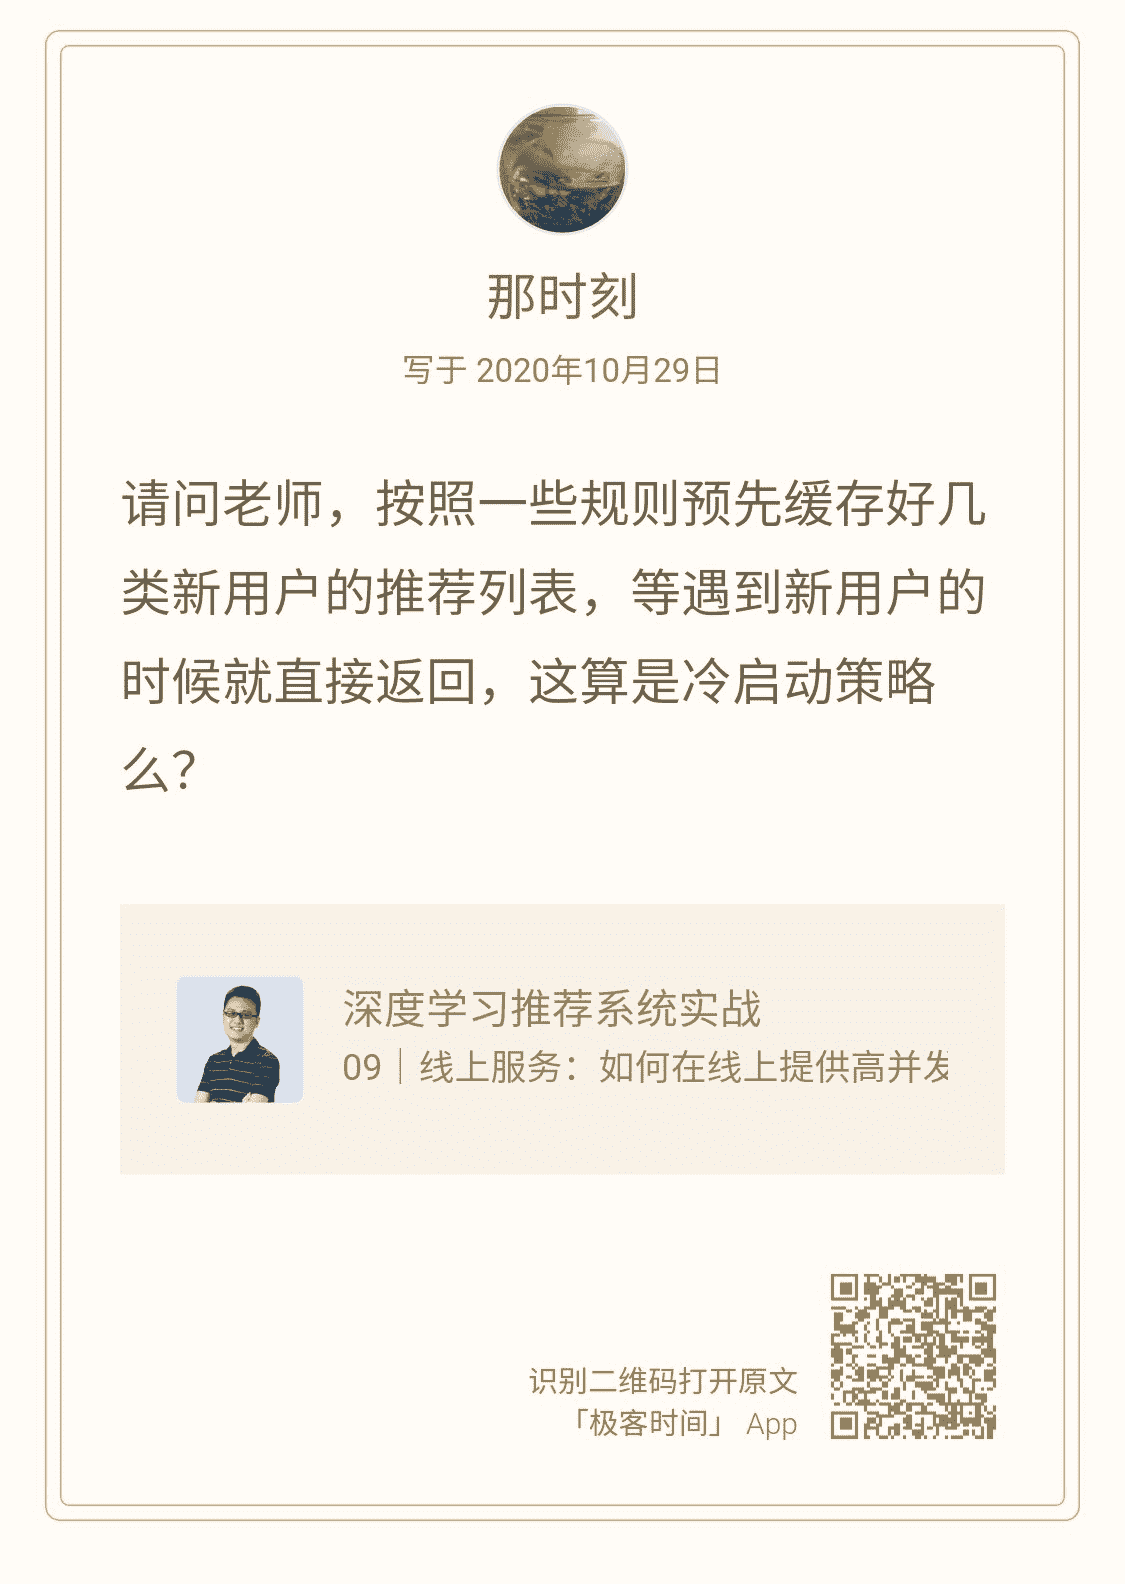 那时刻
写于 2020年10月29日
请问老师，按照一些规则预先缓存好几
类新用户的推荐列表，等遇到新用户的
时候就直接返回，这算是冷启动策略
么？
深度学习推荐系统实战
09｜线上服务：如何在线上提供高并发
识别二维码打开原文
「极客时间」 App